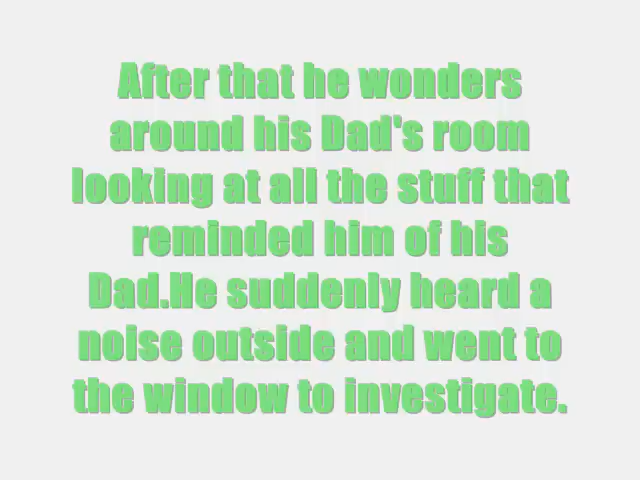 After that he wonders
around his Dad's room
looking at all the stuff that
reminded him of his
Dad.He suddenly heard a
noise outside and went to
the window to investigate.